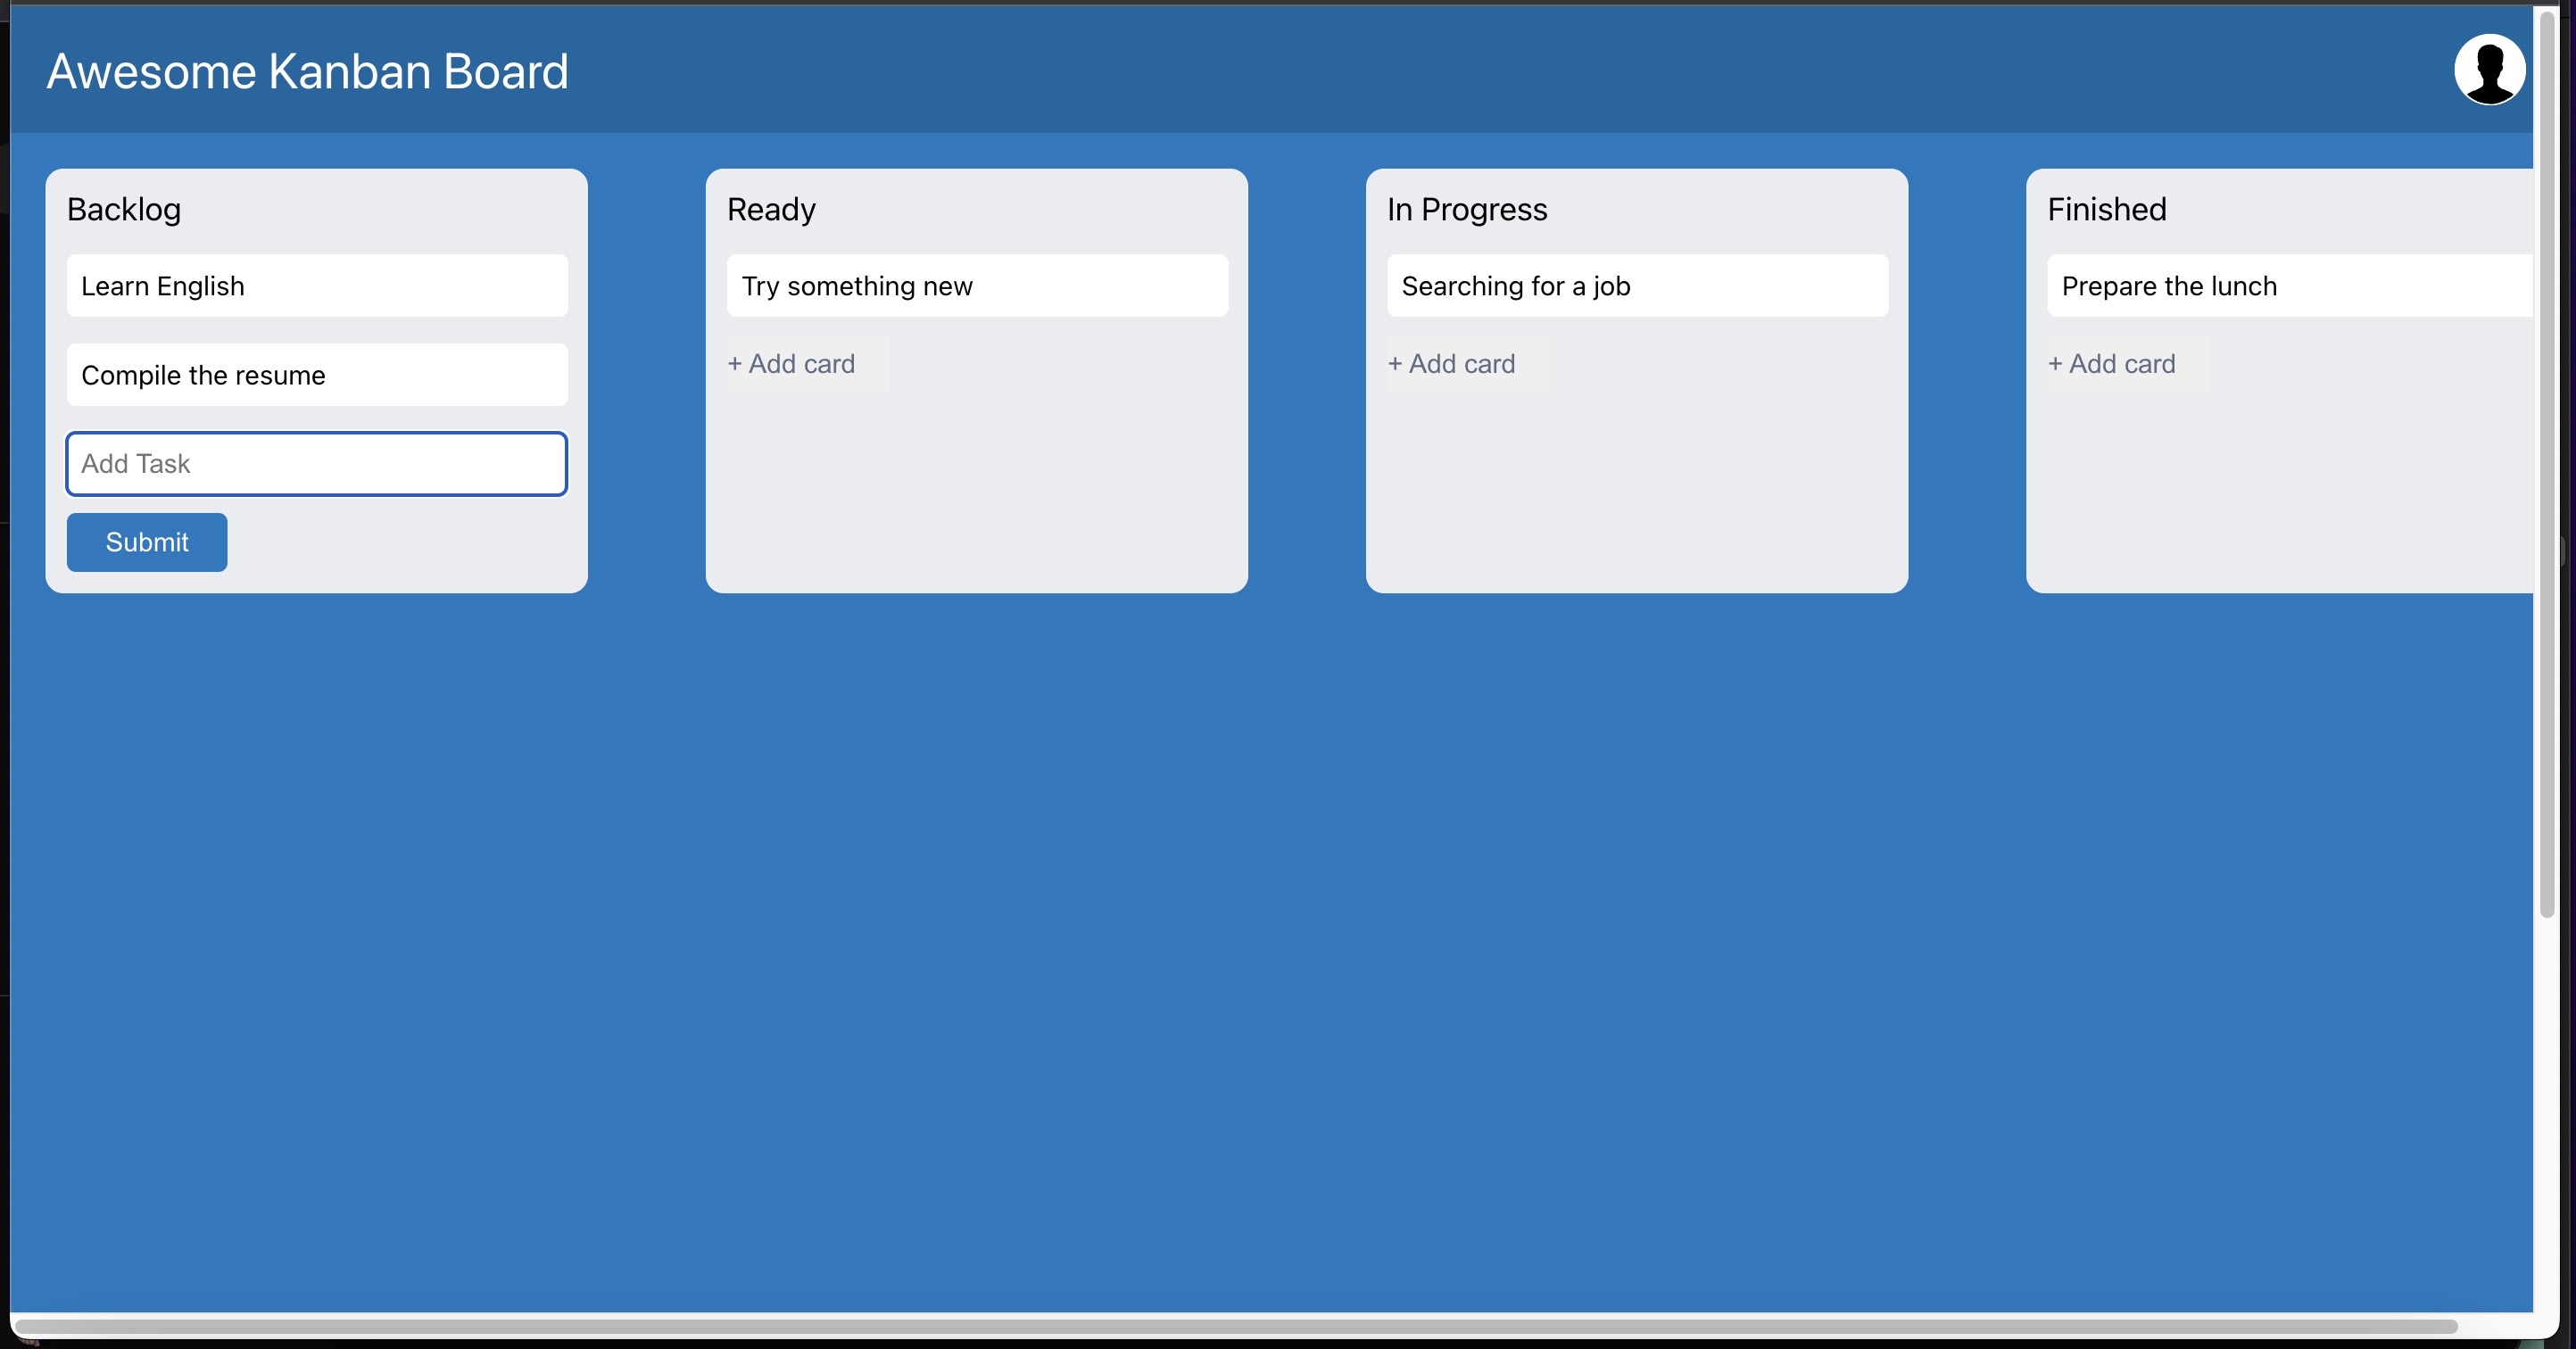 Awesome Kanban Board
Backlog
Learn English
Compile the resume
Add Task
Submit
Ready
Try something new
+ Add card
In Progress
Searching for a job
+ Add card
Finished
Prepare the lunch
+ Add card